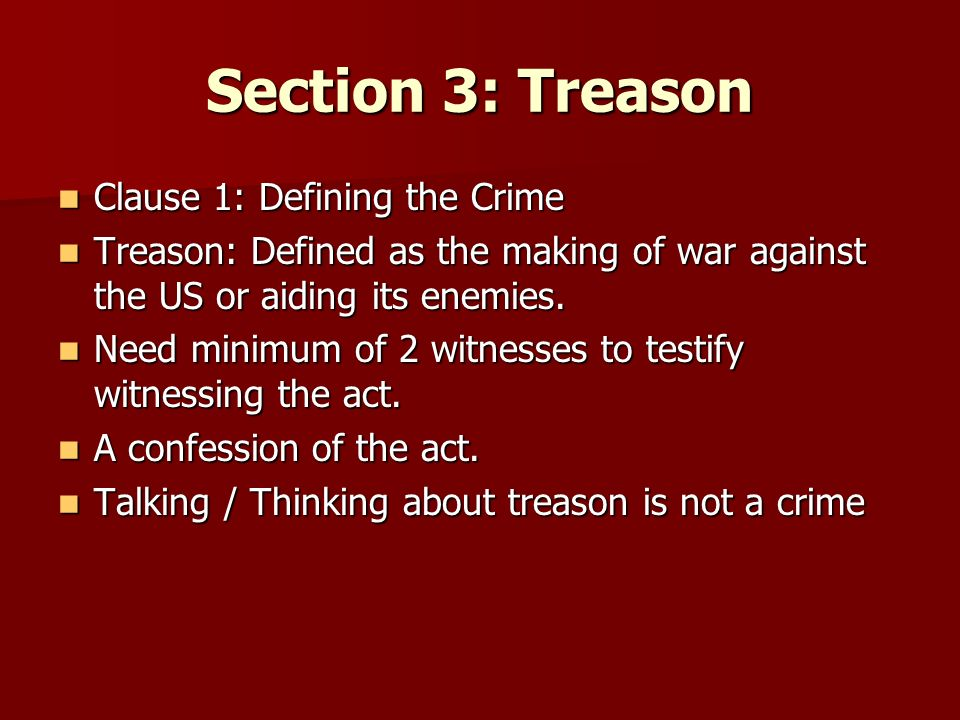 Section 3: Treason
Clause 1: Defining the Crime
Treason: Defined as the making of war against
the US or aiding its enemies.
Need minimum of 2 witnesses to testify
witnessing the act.
A confession of the act.
Talking / Thinking about treason is not a crime